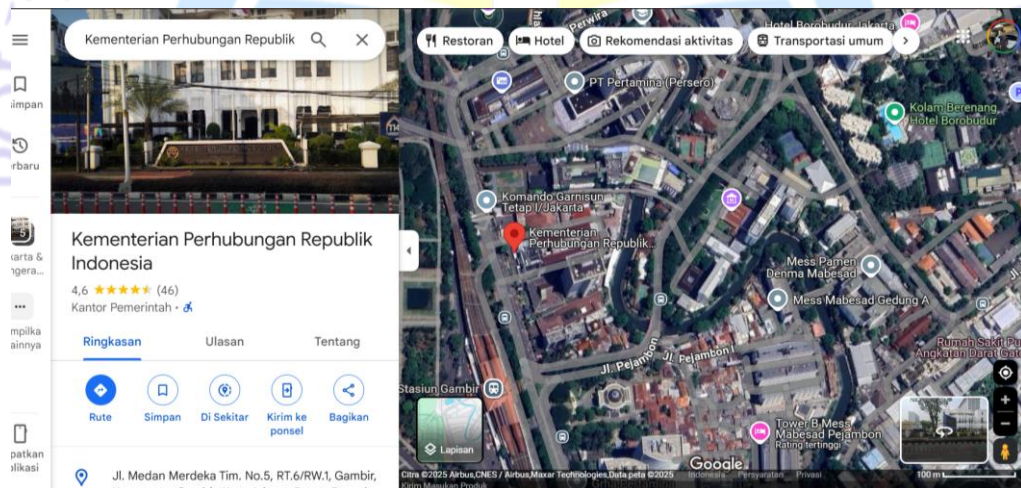 Kementerian Perhubungan Republik
simpan
erbaru
karta &
ngera...
mpilka
ainnya
patkan
plikasi
Kementerian Perhubungan Republik
Indonesia
4,6 ★★★★★ (46)
Kantor Pemerintah ·
Ringkasan
Ulasan
Tentang
Rute
Simpan
Di Sekitar
Kirim ke
ponsel
Bagikan
Jl. Medan Merdeka Tim. No.5, RT.6/RW.1, Gambir,
Restoran
Hotel
Rekomendasi aktivitas
Transportasi umum
Perwira
Hotel Borobudur Jakarta
PT Pertamina (Persero)
Kolam Berenang,
Hotel Borobudur
Komando Garnisun
Tetap I/Jakarta
Kementerian
Perhubungan Republik...
Mess Pamen
Denma Mabesad
Mess Mabesad Gedung A
Rumah Sakit Pu
Angkatan Darat Gat
Jl. Pejambon
Jl. Pejambon I
Stasiun Gambir
Lapisan
Tower B Mess
Mabesad Pejambon
Rating tertinggi
Google
Citra ©2025 Airbus,CNES / Airbus,Maxar Technologies,Data peta ©2025
Indonesia
Persyaratan
Privasi
Kirim Masukan Produk
100 m